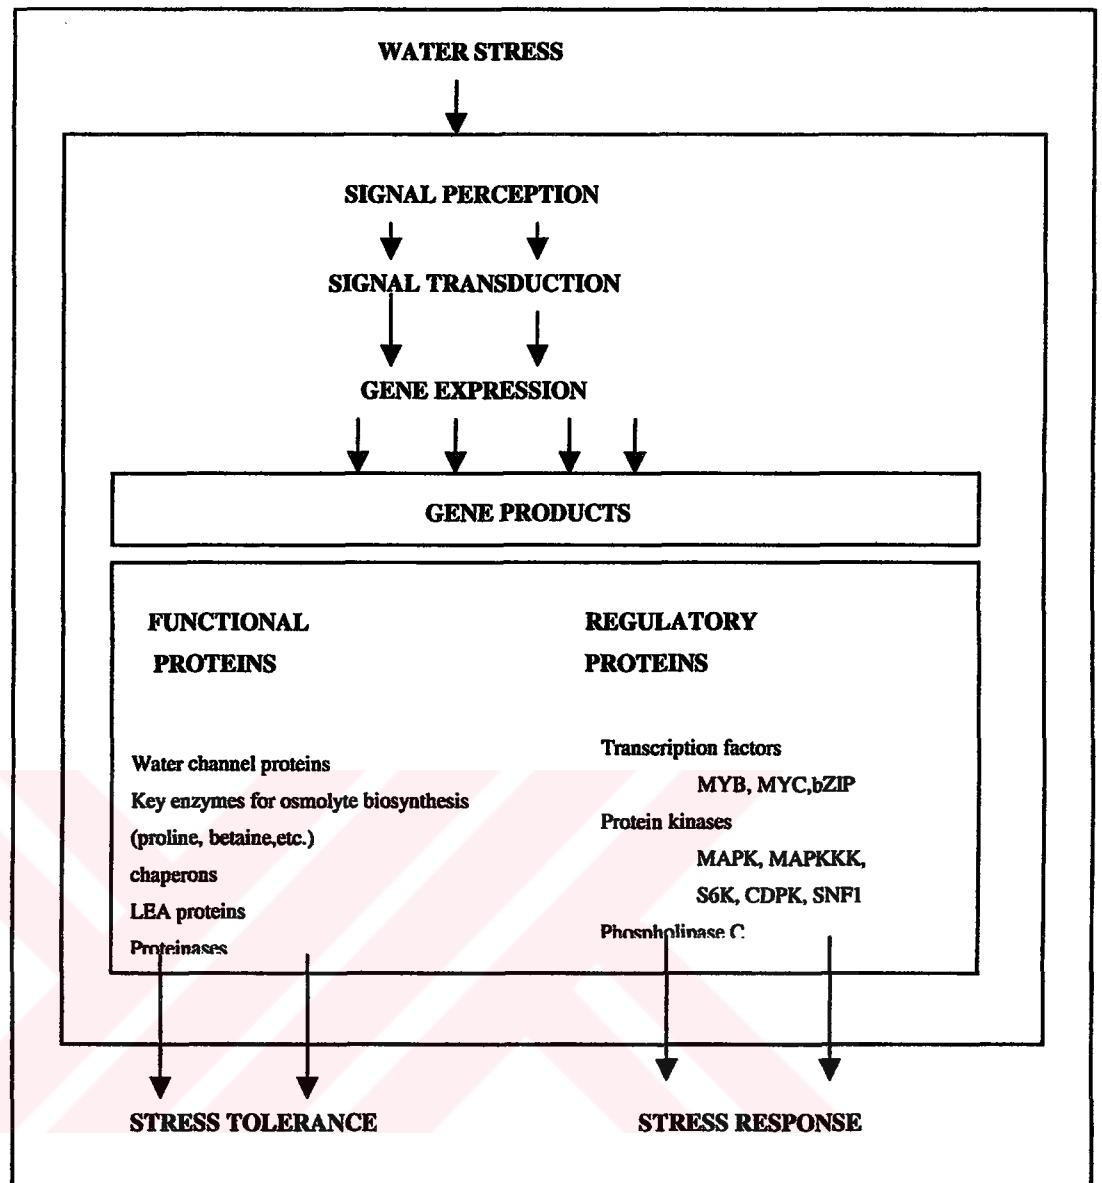 WATER STRESS
SIGNAL PERCEPTION
SIGNAL TRANSDUCTION
GENE EXPRESSION
GENE PRODUCTS
FUNCTIONAL
PROTEINS
Water channel proteins
Key enzymes for osmolyte biosynthesis
(proline, betaine,etc.)
chaperons
LEA proteins
Proteinases
REGULATORY
PROTEINS
Transcription factors
MYB, MYC,bZIP
Protein kinases
MAPK, MAPKKK,
S6K, CDPK, SNF1
Phospholipase C
STRESS TOLERANCE
STRESS RESPONSE